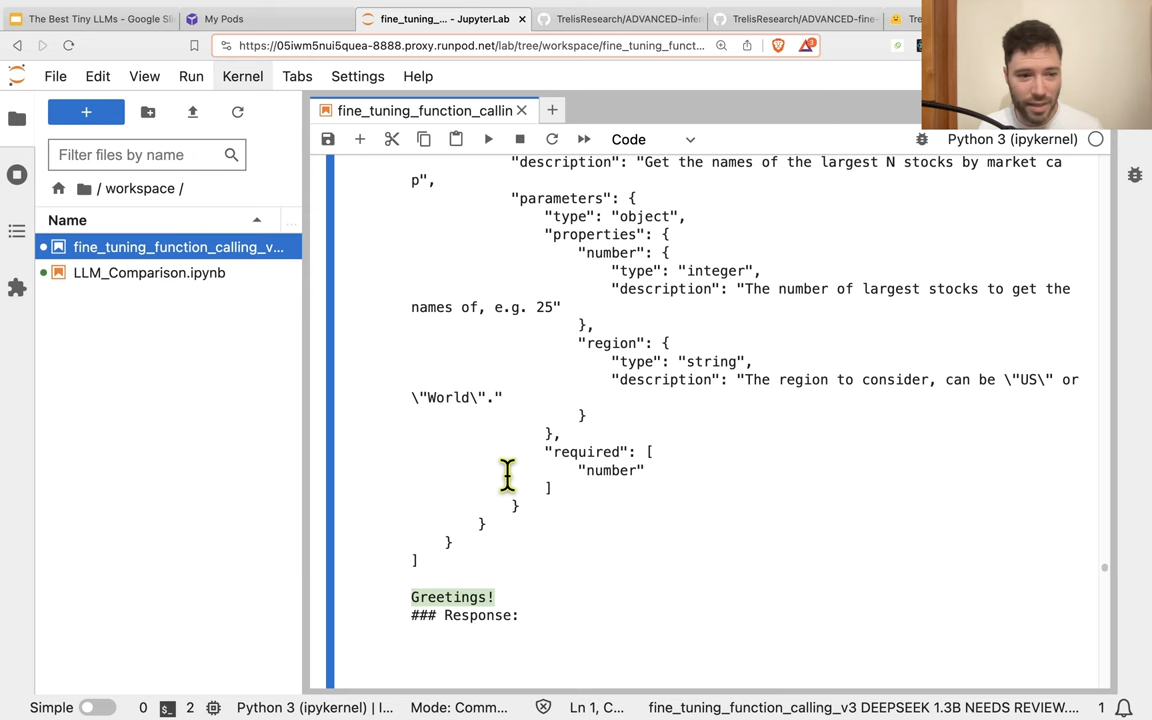 The Best Tiny LLMs - Google Sli
My Pods
fine_tuning_... - JupyterLab
TrelisResearch/ADVANCED-infer
TrelisResearch/ADVANCED-fine-
Tre
https://05iwm5nui5quea-8888.proxy.runpod.net/lab/tree/workspace/fine_tuning_funct...
File Edit View Run Kernel Tabs Settings Help
Filter files by name
/ workspace /
Name
fine_tuning_function_calling_v...
LLM_Comparison.ipynb
fine_tuning_function_callin
Code
Python 3 (ipykernel)
"description": "Get the names of the largest N stocks by market ca
p",
"parameters": {
"type": "object",
"properties": {
"number": {
"type": "integer",
"description": "The number of largest stocks to get the
names of, e.g. 25"
},
"region": {
"type": "string",
"description": "The region to consider, can be \"US\" or
\"World\"."
}
},
"required": [
"number"
]
}
}
}
]
Greetings!
### Response:
Simple 0 2 Python 3 (ipykernel) | I... Mode: Comm... Ln 1, C... fine_tuning_function_calling_v3 DEEPSEEK 1.3B NEEDS REVIEW.... 1